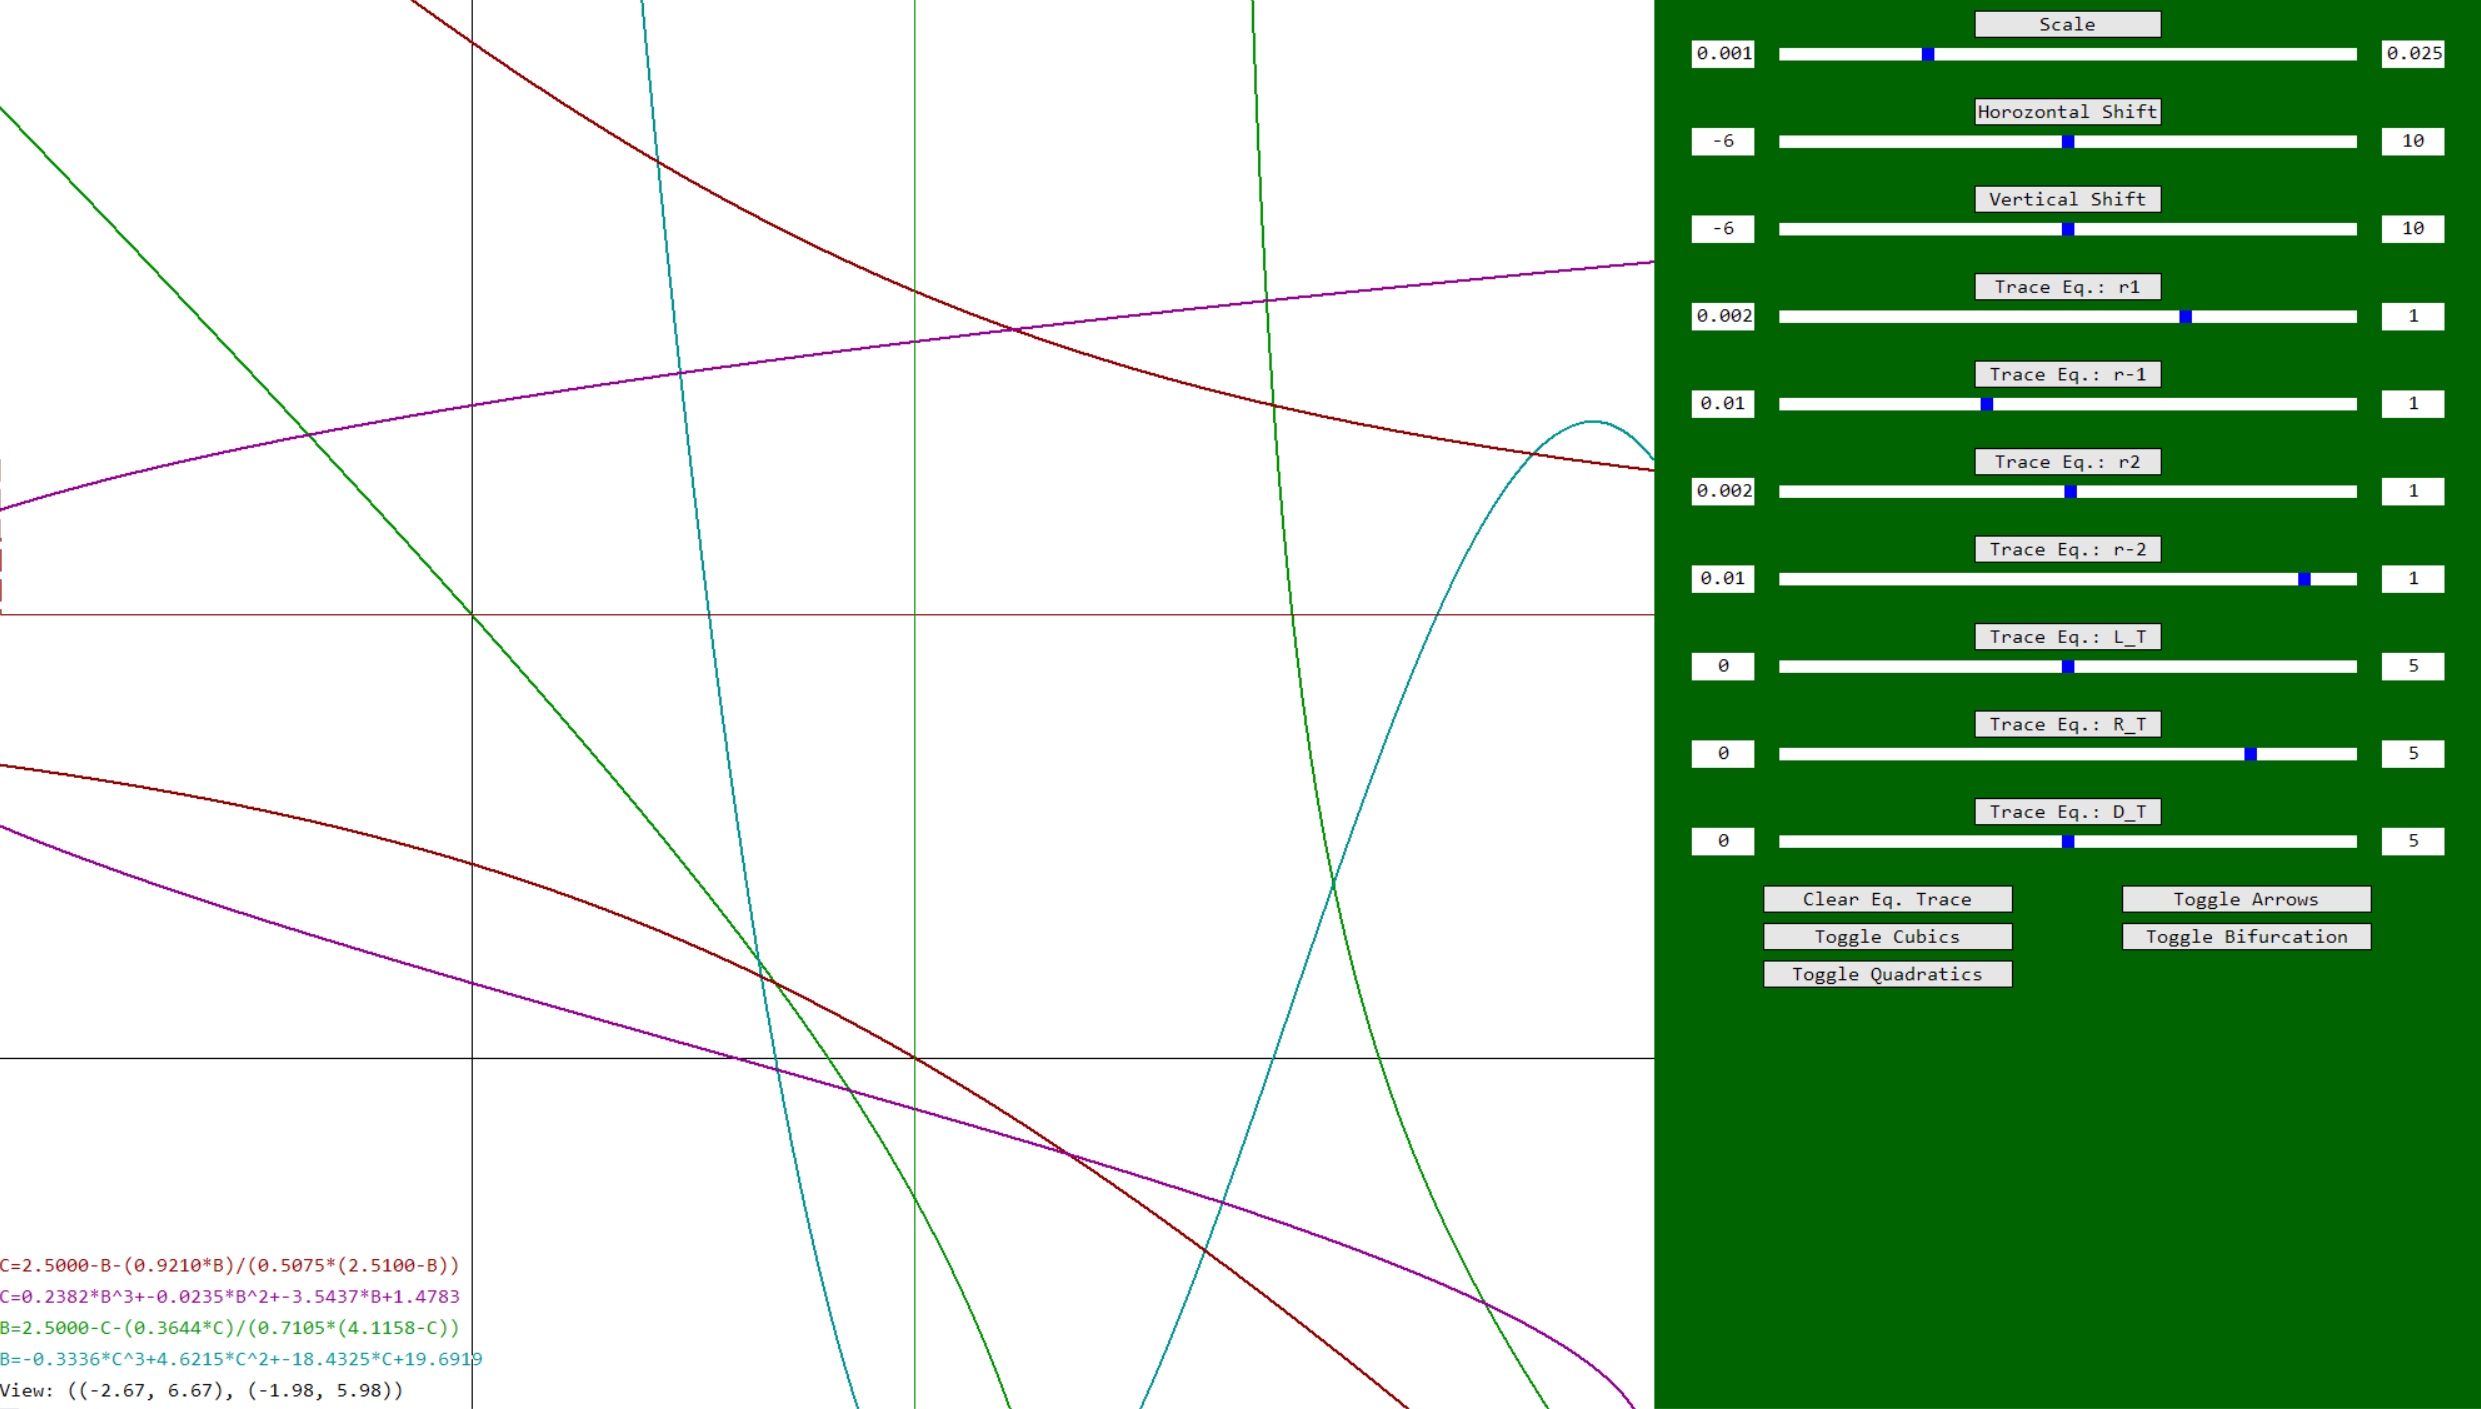 Scale
0.001 0.025
Horozontal Shift
-6 10
Vertical Shift
-6 10
Trace Eq.: r1
0.002 1
Trace Eq.: r-1
0.01 1
Trace Eq.: r2
0.002 1
Trace Eq.: r-2
0.01 1
Trace Eq.: L_T
0 5
Trace Eq.: R_T
0 5
Trace Eq.: D_T
0 5
Clear Eq. Trace Toggle Arrows
Toggle Cubics Toggle Bifurcation
Toggle Quadratics
C=2.5000-B-(0.9210*B)/(0.5075*(2.5100-B))
C=0.2382*B^3+-0.0235*B^2+-3.5437*B+1.4783
B=2.5000-C-(0.3644*C)/(0.7105*(4.1158-C))
B=-0.3336*C^3+4.6215*C^2+-18.4325*C+19.6919
View: ((-2.67, 6.67), (-1.98, 5.98))